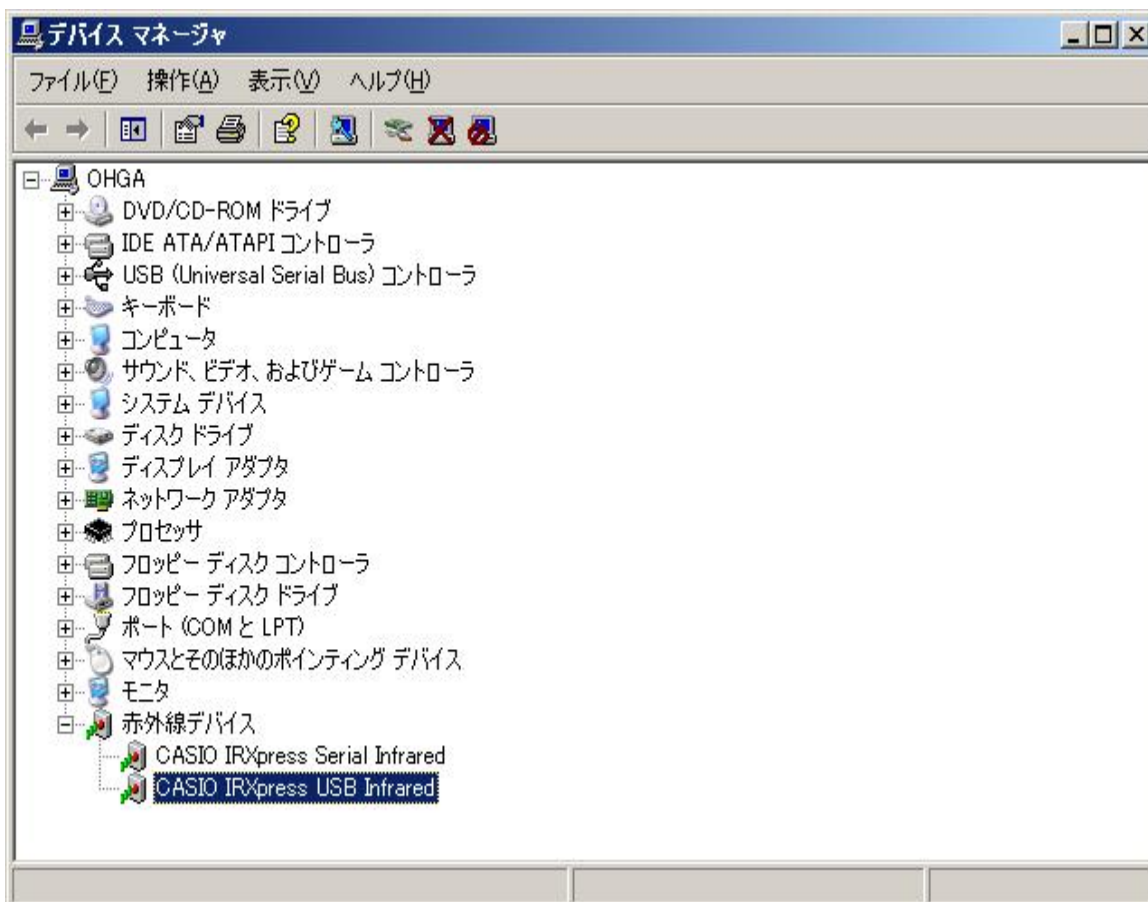 デバイス マネージャ
ファイル(F) 操作(A) 表示(V) ヘルプ(H)
OHGA
DVD/CD-ROM ドライブ
IDE ATA/ATAPI コントローラ
USB (Universal Serial Bus) コントローラ
キーボード
コンピュータ
サウンド、ビデオ、およびゲーム コントローラ
システム デバイス
ディスク ドライブ
ディスプレイ アダプタ
ネットワーク アダプタ
プロセッサ
フロッピー ディスク コントローラ
フロッピー ディスク ドライブ
ポート (COM と LPT)
マウスとそのほかのポインティング デバイス
モニタ
赤外線デバイス
CASIO IRXpress Serial Infrared
CASIO IRXpress USB Infrared